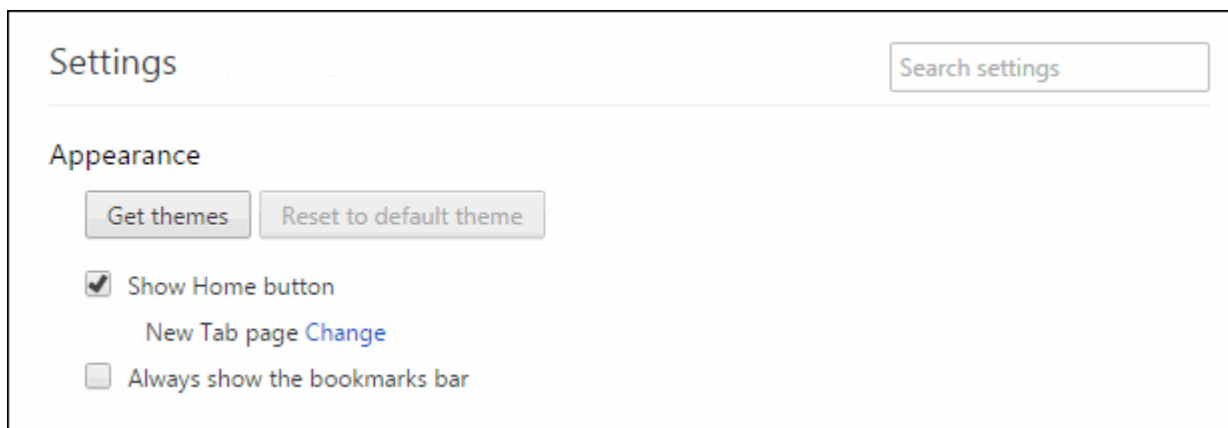 Settings
Search settings
Appearance
Get themes Reset to default theme
Show Home button
New Tab page Change
Always show the bookmarks bar